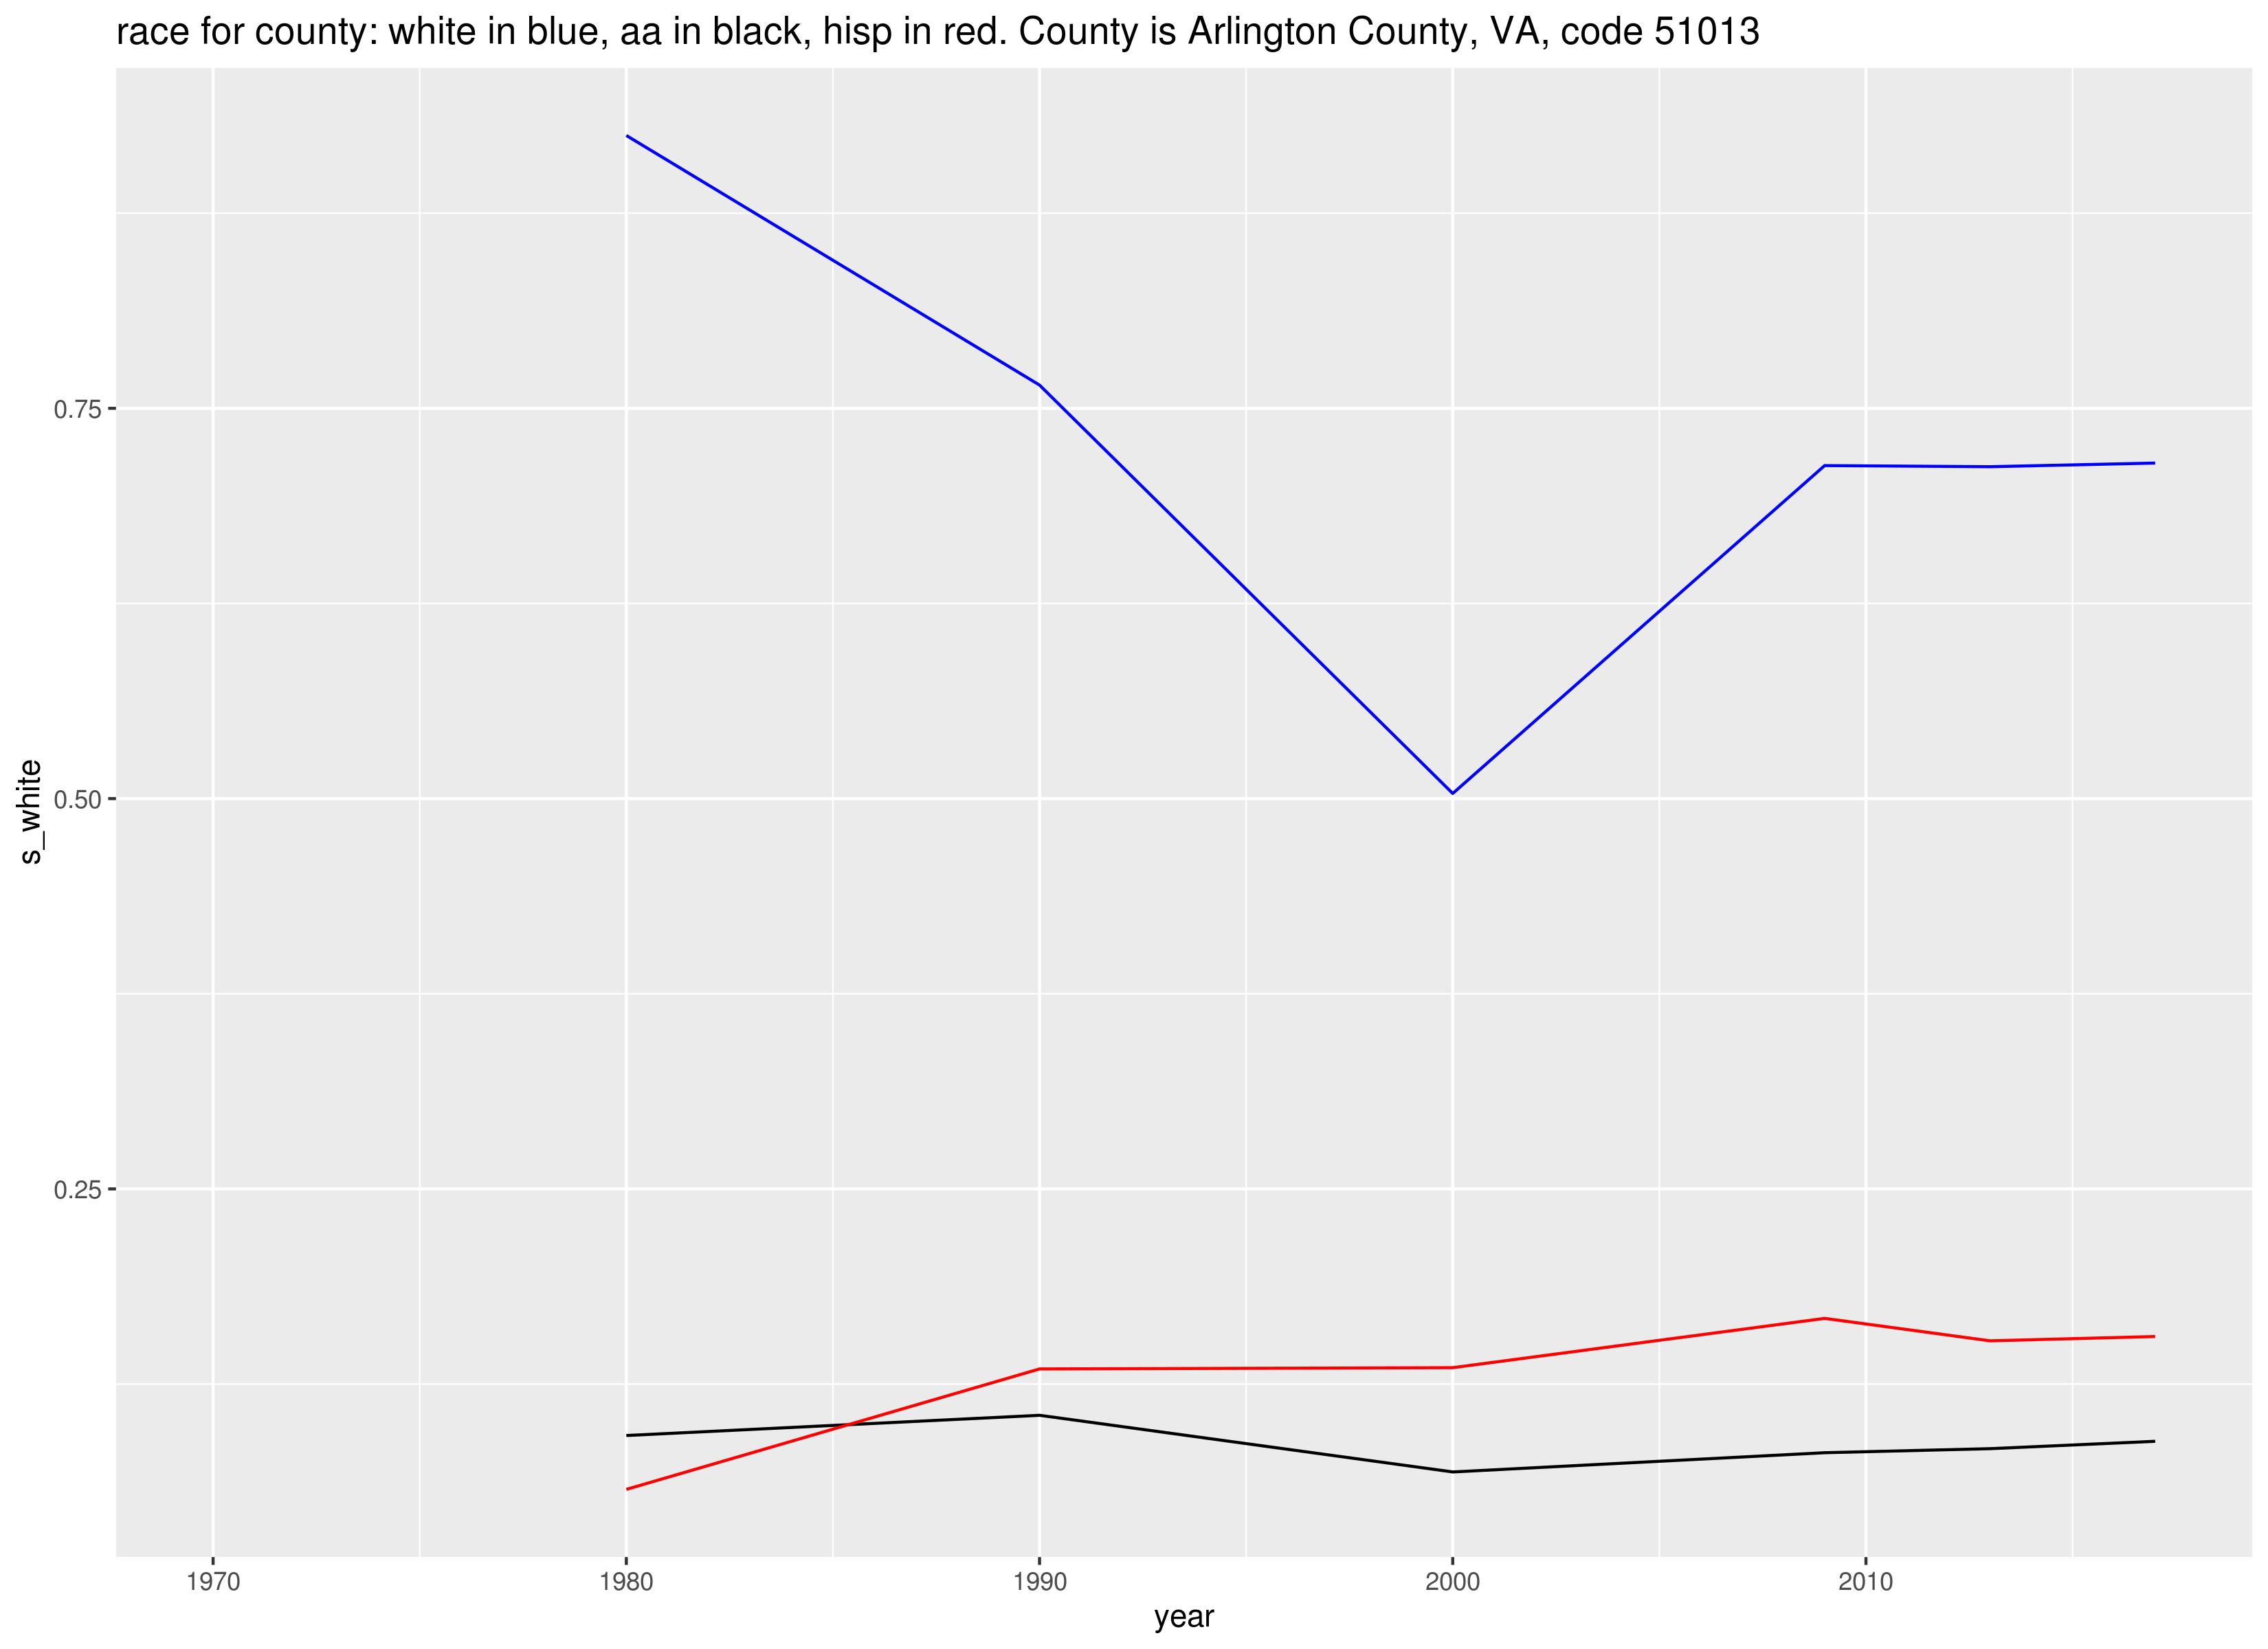 race for county: white in blue, aa in black, hisp in red. County is Arlington County, VA, code 51013
s_white
0.75
0.50
0.25
1970 1980 1990 2000 2010
year